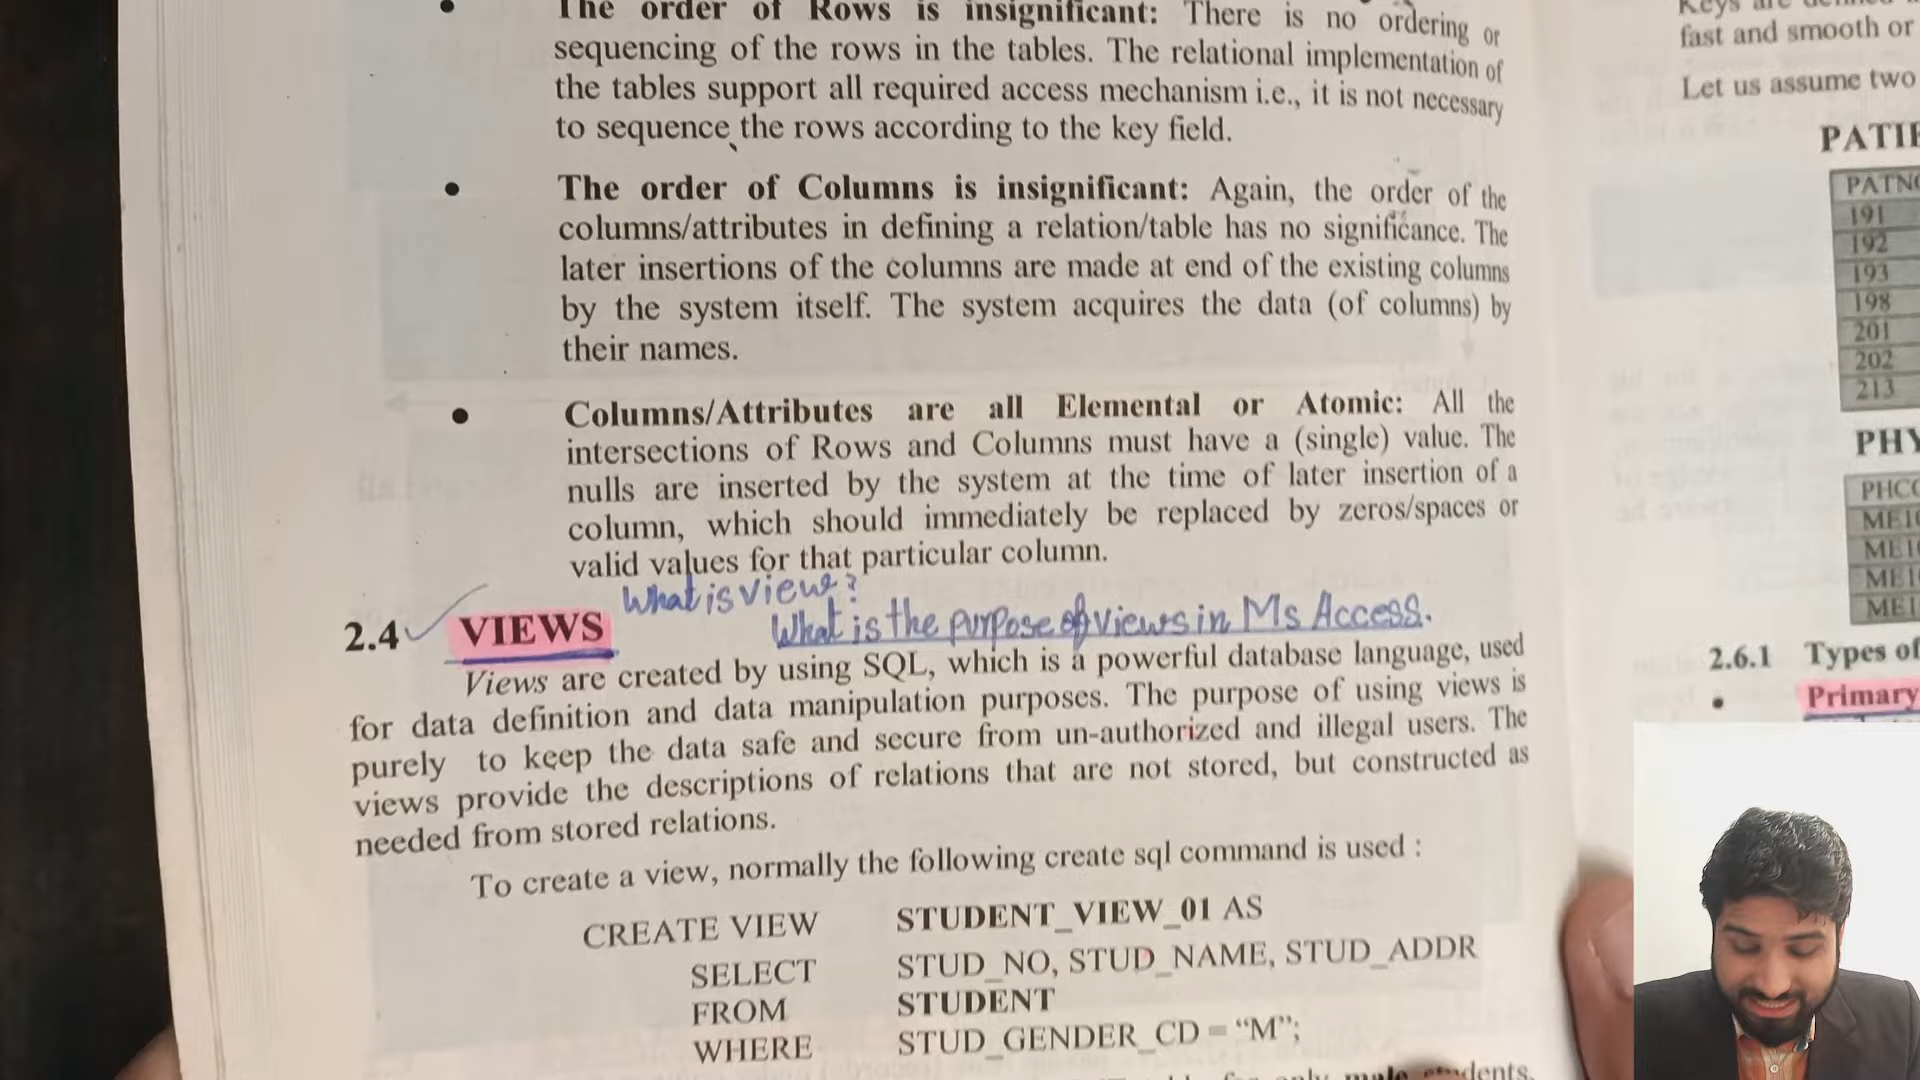 The order of Rows is insignificant: There is no ordering or
sequencing of the rows in the tables. The relational implementation of
the tables support all required access mechanism i.e., it is not necessary
to sequence the rows according to the key field.
The order of Columns is insignificant: Again, the order of the
columns/attributes in defining a relation/table has no significance. The
later insertions of the columns are made at end of the existing columns
by the system itself. The system acquires the data (of columns) by
their names.
Columns/Attributes are all Elemental or Atomic: All the
intersections of Rows and Columns must have a (single) value. The
nulls are inserted by the system at the time of later insertion of a
column, which should immediately be replaced by zeros/spaces or
valid values for that particular column.
What is view?
2.4 VIEWS What is the purpose of views in Ms Access.
Views are created by using SQL, which is a powerful database language, used
for data definition and data manipulation purposes. The purpose of using views is
purely to keep the data safe and secure from un-authorized and illegal users. The
views provide the descriptions of relations that are not stored, but constructed as
needed from stored relations.
To create a view, normally the following create sql command is used :
CREATE VIEW STUDENT_VIEW_01 AS
SELECT STUD_NO, STUD_NAME, STUD_ADDR
FROM STUDENT
WHERE STUD_GENDER_CD = "M";
only male students.
Keys are
fast and smooth or
Let us assume two
PATIE
PATNO
191
192
193
198
201
202
213
PHY
PHCO
ME1
ME1
ME1
ME1
2.6.1 Types of
Primary